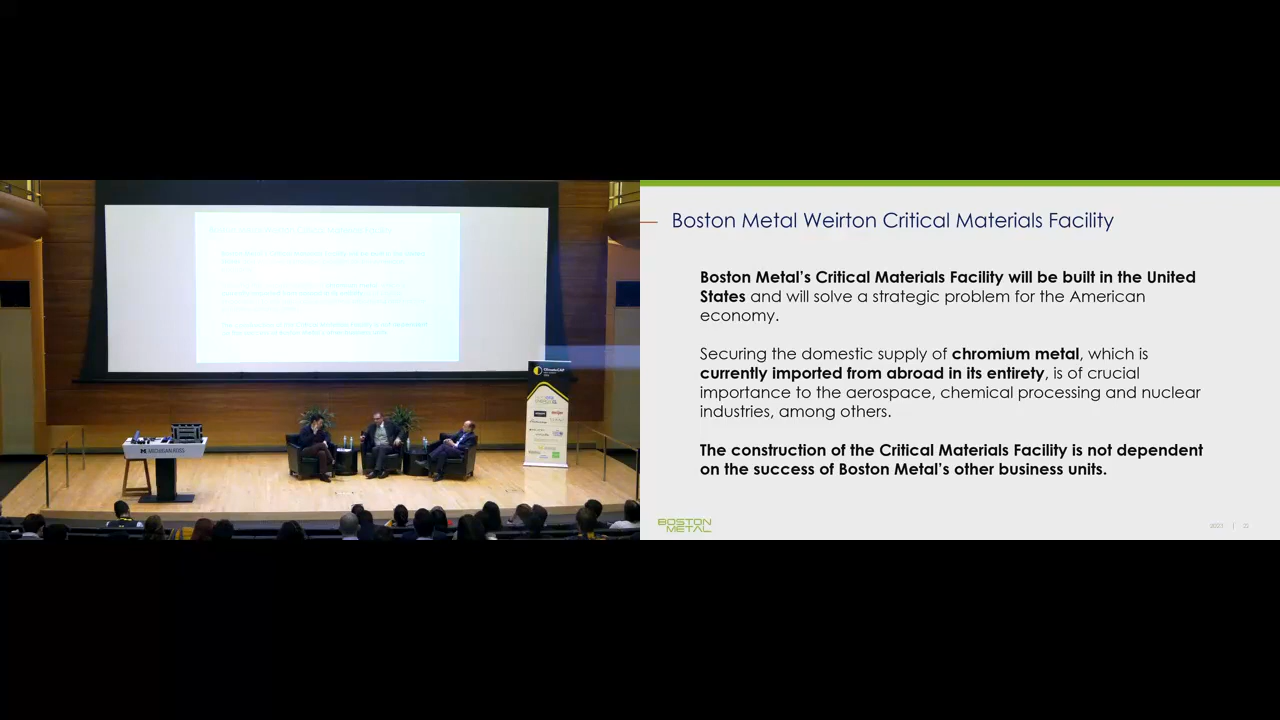 MICHIGAN ROSS
ClimateCAP
Boston Metal Weirton Critical Materials Facility
Boston Metal's Critical Materials Facility will be built in the United
States and will solve a strategic problem for the American
economy.
Securing the domestic supply of chromium metal, which is
currently imported from abroad in its entirety, is of crucial
importance to the aerospace, chemical processing and nuclear
industries, among others.
The construction of the Critical Materials Facility is not dependent
on the success of Boston Metal's other business units.
BOSTON
METAL